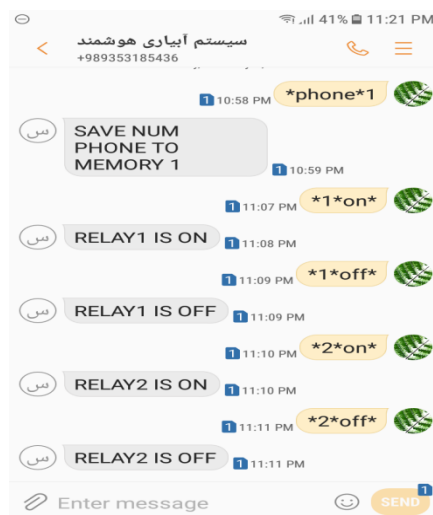 41% 11:21 PM
سیستم آبیاری هوشمند
+989353185436
*phone*1
1 10:58 PM
س
SAVE NUM
PHONE TO
MEMORY 1
1 10:59 PM
*1*on*
1 11:07 PM
س
RELAY1 IS ON
1 11:08 PM
*1*off*
1 11:09 PM
س
RELAY1 IS OFF
1 11:09 PM
*2*on*
1 11:10 PM
س
RELAY2 IS ON
1 11:10 PM
*2*off*
1 11:11 PM
س
RELAY2 IS OFF
1 11:11 PM
Enter message
SEND
1